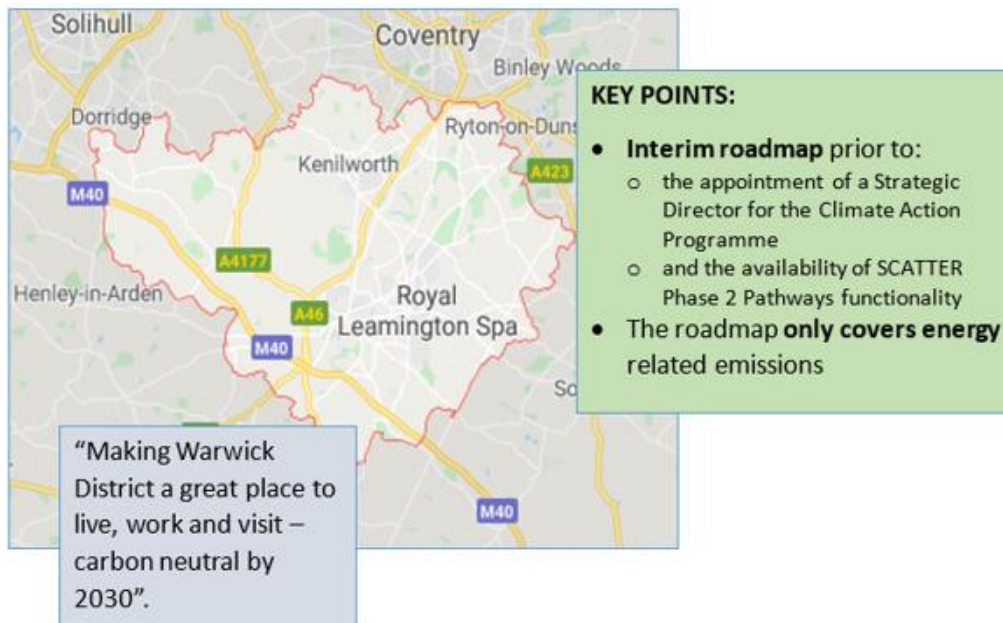 Solihull
Coventry
Binley Woods
Dorridge
Ryton-on-Duns
Kenilworth
A423
M40
A4177
Henley-in-Arden
Royal
Leamington Spa
A46
M40
So
M40
KEY POINTS:
• Interim roadmap prior to:
o the appointment of a Strategic
Director for the Climate Action
Programme
o and the availability of SCATTER
Phase 2 Pathways functionality
• The roadmap only covers energy
related emissions
“Making Warwick
District a great place to
live, work and visit –
carbon neutral by
2030”.